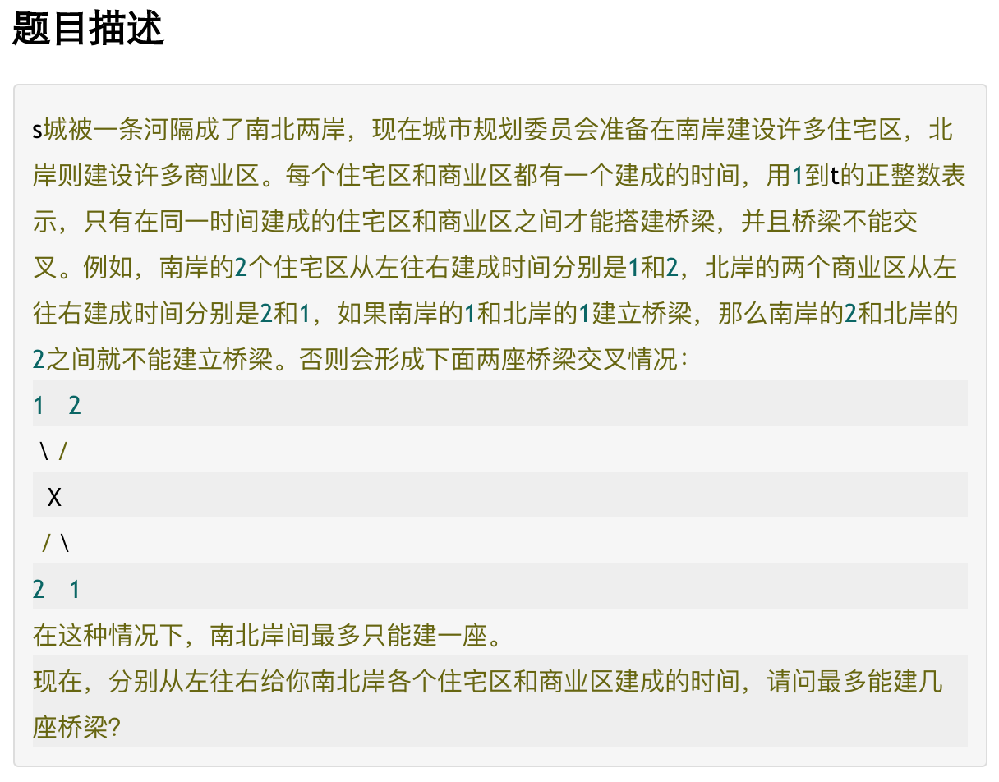 题目描述
s城被一条河隔成了南北两岸，现在城市规划委员会准备在南岸建设许多住宅区，北
岸则建设许多商业区。每个住宅区和商业区都有一个建成的时间，用1到t的正整数表
示，只有在同一时间建成的住宅区和商业区之间才能搭建桥梁，并且桥梁不能交
叉。例如，南岸的2个住宅区从左往右建成时间分别是1和2，北岸的两个商业区从左
往右建成时间分别是2和1，如果南岸的1和北岸的1建立桥梁，那么南岸的2和北岸的
2之间就不能建立桥梁。否则会形成下面两座桥梁交叉情况：
1   2
 \ /
  X
 / \
2   1
在这种情况下，南北岸间最多只能建一座。
现在，分别从左往右给你南北岸各个住宅区和商业区建成的时间，请问最多能建几
座桥梁？